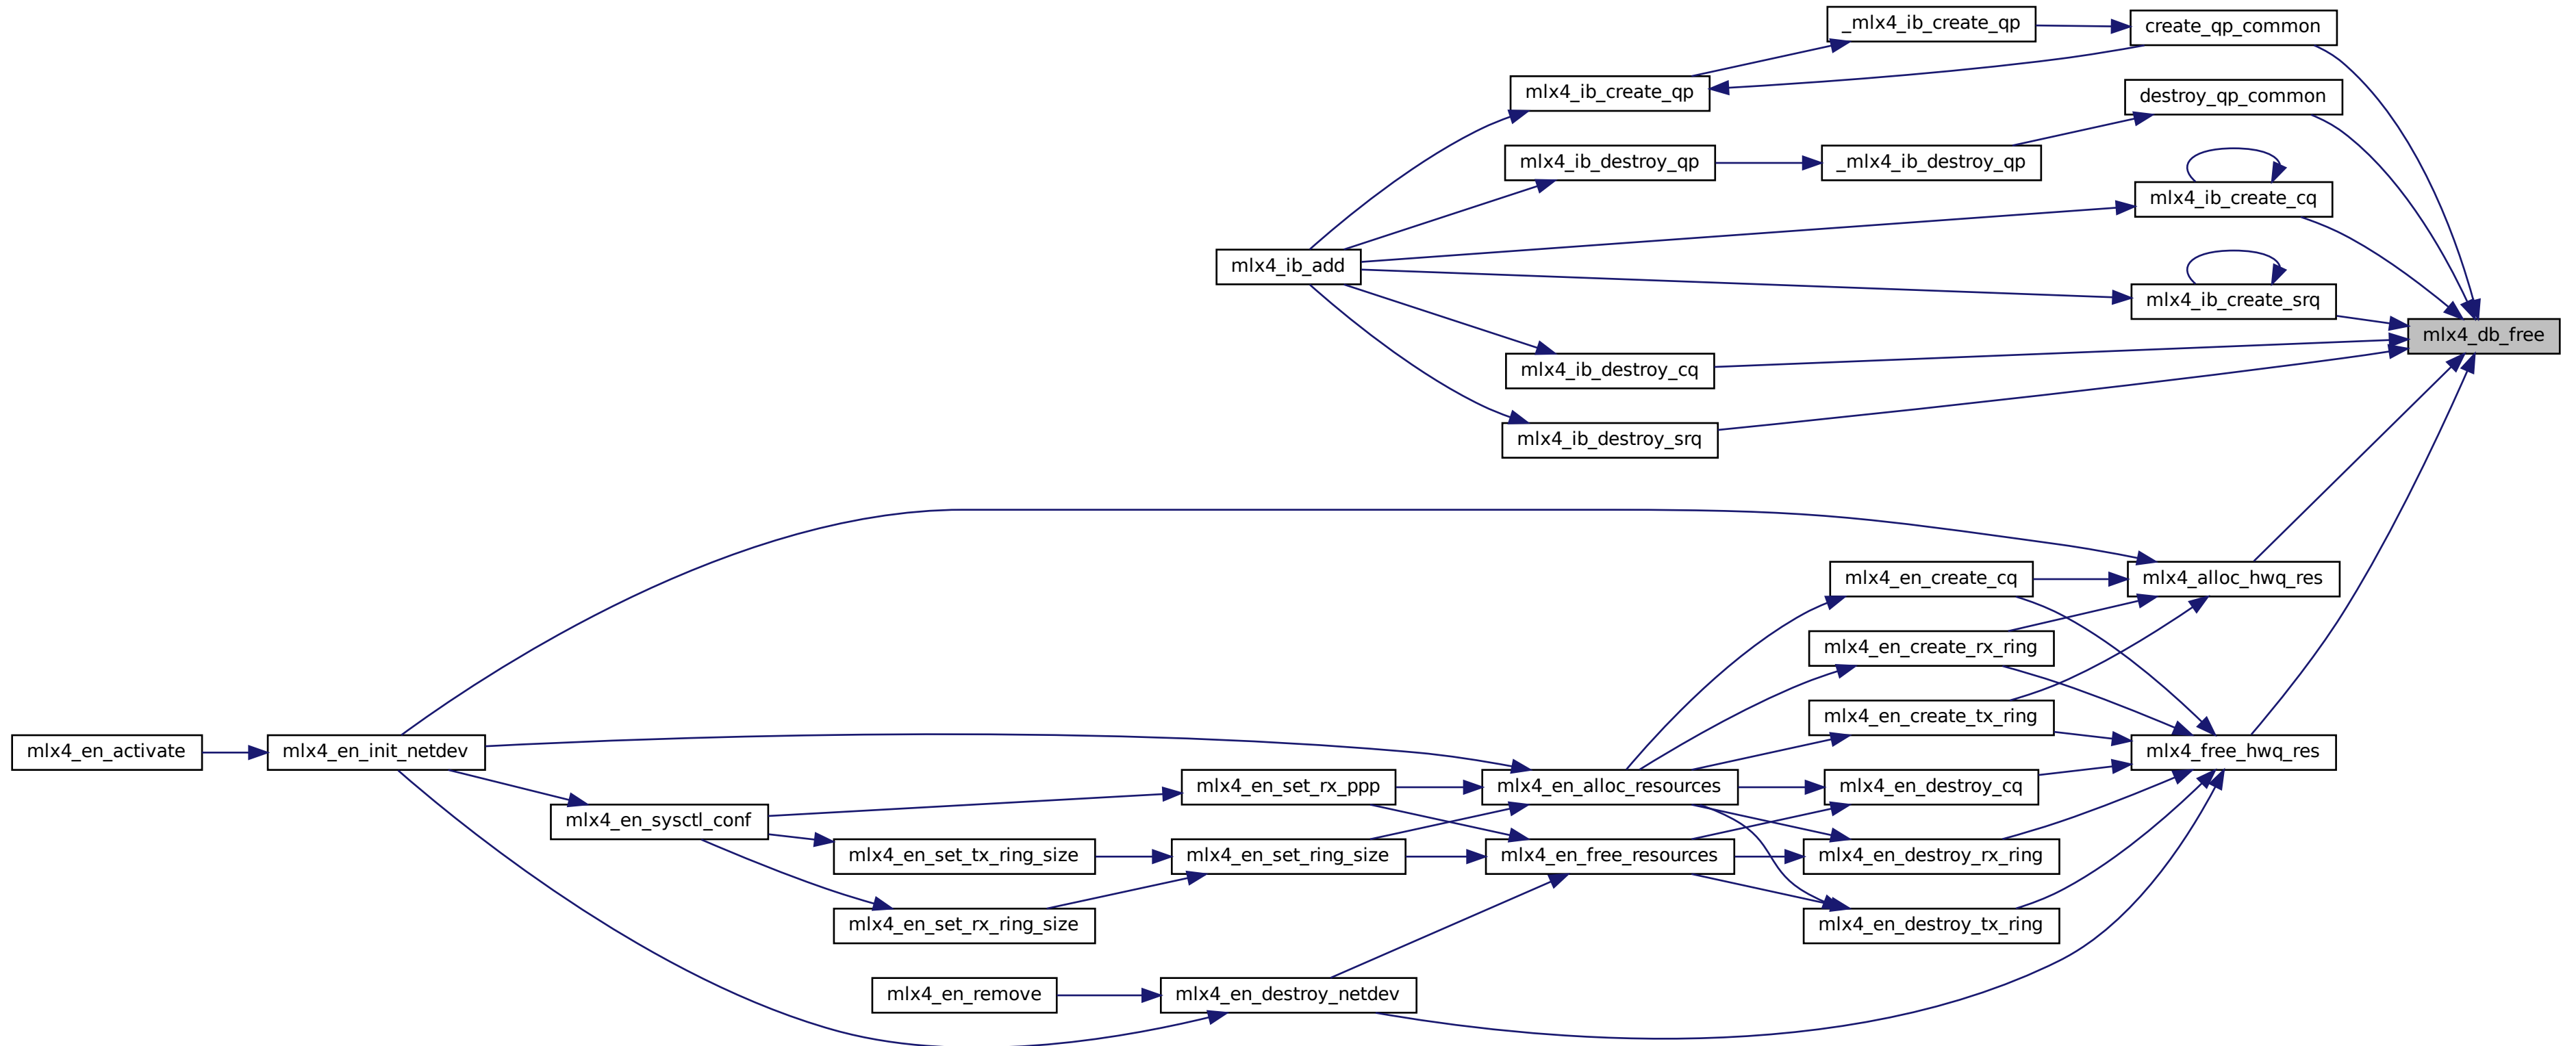 _mlx4_ib_create_qp
create_qp_common
mlx4_ib_create_qp
destroy_qp_common
mlx4_ib_destroy_qp
_mlx4_ib_destroy_qp
mlx4_ib_create_cq
mlx4_ib_add
mlx4_ib_create_srq
mlx4_db_free
mlx4_ib_destroy_cq
mlx4_ib_destroy_srq
mlx4_en_create_cq
mlx4_alloc_hwq_res
mlx4_en_create_rx_ring
mlx4_en_create_tx_ring
mlx4_en_activate
mlx4_en_init_netdev
mlx4_free_hwq_res
mlx4_en_set_rx_ppp
mlx4_en_alloc_resources
mlx4_en_destroy_cq
mlx4_en_sysctl_conf
mlx4_en_set_tx_ring_size
mlx4_en_set_ring_size
mlx4_en_free_resources
mlx4_en_destroy_rx_ring
mlx4_en_set_rx_ring_size
mlx4_en_destroy_tx_ring
mlx4_en_remove
mlx4_en_destroy_netdev